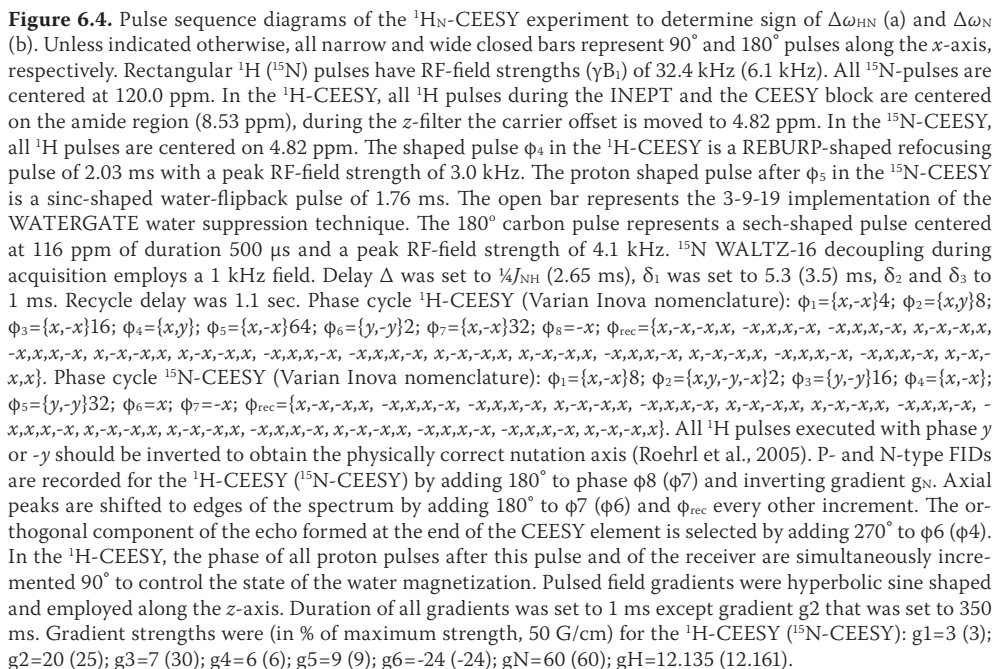 Figure 6.4. Pulse sequence diagrams of the ¹HN-CEESY experiment to determine sign of ΔωHN (a) and ΔωN
(b). Unless indicated otherwise, all narrow and wide closed bars represent 90° and 180° pulses along the x-axis,
respectively. Rectangular ¹H (¹⁵N) pulses have RF-field strengths (γB₁) of 32.4 kHz (6.1 kHz). All ¹⁵N-pulses are
centered at 120.0 ppm. In the ¹H-CEESY, all ¹H pulses during the INEPT and the CEESY block are centered
on the amide region (8.53 ppm), during the z-filter the carrier offset is moved to 4.82 ppm. In the ¹⁵N-CEESY,
all ¹H pulses are centered on 4.82 ppm. The shaped pulse ϕ₄ in the ¹H-CEESY is a REBURP-shaped refocusing
pulse of 2.03 ms with a peak RF-field strength of 3.0 kHz. The proton shaped pulse after ϕ₅ in the ¹⁵N-CEESY
is a sinc-shaped water-flipback pulse of 1.76 ms. The open bar represents the 3-9-19 implementation of the
WATERGATE water suppression technique. The 180° carbon pulse represents a sech-shaped pulse centered
at 116 ppm of duration 500 μs and a peak RF-field strength of 4.1 kHz. ¹⁵N WALTZ-16 decoupling during
acquisition employs a 1 kHz field. Delay Δ was set to ¼JNH (2.65 ms), δ₁ was set to 5.3 (3.5) ms, δ₂ and δ₃ to
1 ms. Recycle delay was 1.1 sec. Phase cycle ¹H-CEESY (Varian Inova nomenclature): ϕ₁={x,-x}4; ϕ₂={x,y}8;
ϕ₃={x,-x}16; ϕ₄={x,y}; ϕ₅={x,-x}64; ϕ₆={y,-y}2; ϕ₇={x,-x}32; ϕ₈=-x; ϕrec={x,-x,-x,x, -x,x,x,-x, -x,x,x,-x, x,-x,-x,x,
-x,x,x,-x, x,-x,-x,x, x,-x,-x,x, -x,x,x,-x, -x,x,x,-x, x,-x,-x,x, x,-x,-x,x, -x,x,x,-x, x,-x,-x,x, -x,x,x,-x, -x,x,x,-x, x,-x,-
x,x}. Phase cycle ¹⁵N-CEESY (Varian Inova nomenclature): ϕ₁={x,-x}8; ϕ₂={x,y,-y,-x}2; ϕ₃={y,-y}16; ϕ₄={x,-x};
ϕ₅={y,-y}32; ϕ₆=x; ϕ₇=-x; ϕrec={x,-x,-x,x, -x,x,x,-x, -x,x,x,-x, x,-x,-x,x, -x,x,x,-x, x,-x,-x,x, x,-x,-x,x, -x,x,x,-x, -
x,x,x,-x, x,-x,-x,x, x,-x,-x,x, -x,x,x,-x, x,-x,-x,x, -x,x,x,-x, -x,x,x,-x, x,-x,-x,x}. All ¹H pulses executed with phase y
or -y should be inverted to obtain the physically correct nutation axis (Roehrl et al., 2005). P- and N-type FIDs
are recorded for the ¹H-CEESY (¹⁵N-CEESY) by adding 180° to phase ϕ8 (ϕ7) and inverting gradient gN. Axial
peaks are shifted to edges of the spectrum by adding 180° to ϕ7 (ϕ6) and ϕrec every other increment. The or-
thogonal component of the echo formed at the end of the CEESY element is selected by adding 270° to ϕ6 (ϕ4).
In the ¹H-CEESY, the phase of all proton pulses after this pulse and of the receiver are simultaneously incre-
mented 90° to control the state of the water magnetization. Pulsed field gradients were hyperbolic sine shaped
and employed along the z-axis. Duration of all gradients was set to 1 ms except gradient g2 that was set to 350
ms. Gradient strengths were (in % of maximum strength, 50 G/cm) for the ¹H-CEESY (¹⁵N-CEESY): g1=3 (3);
g2=20 (25); g3=7 (30); g4=6 (6); g5=9 (9); g6=-24 (-24); gN=60 (60); gH=12.135 (12.161).